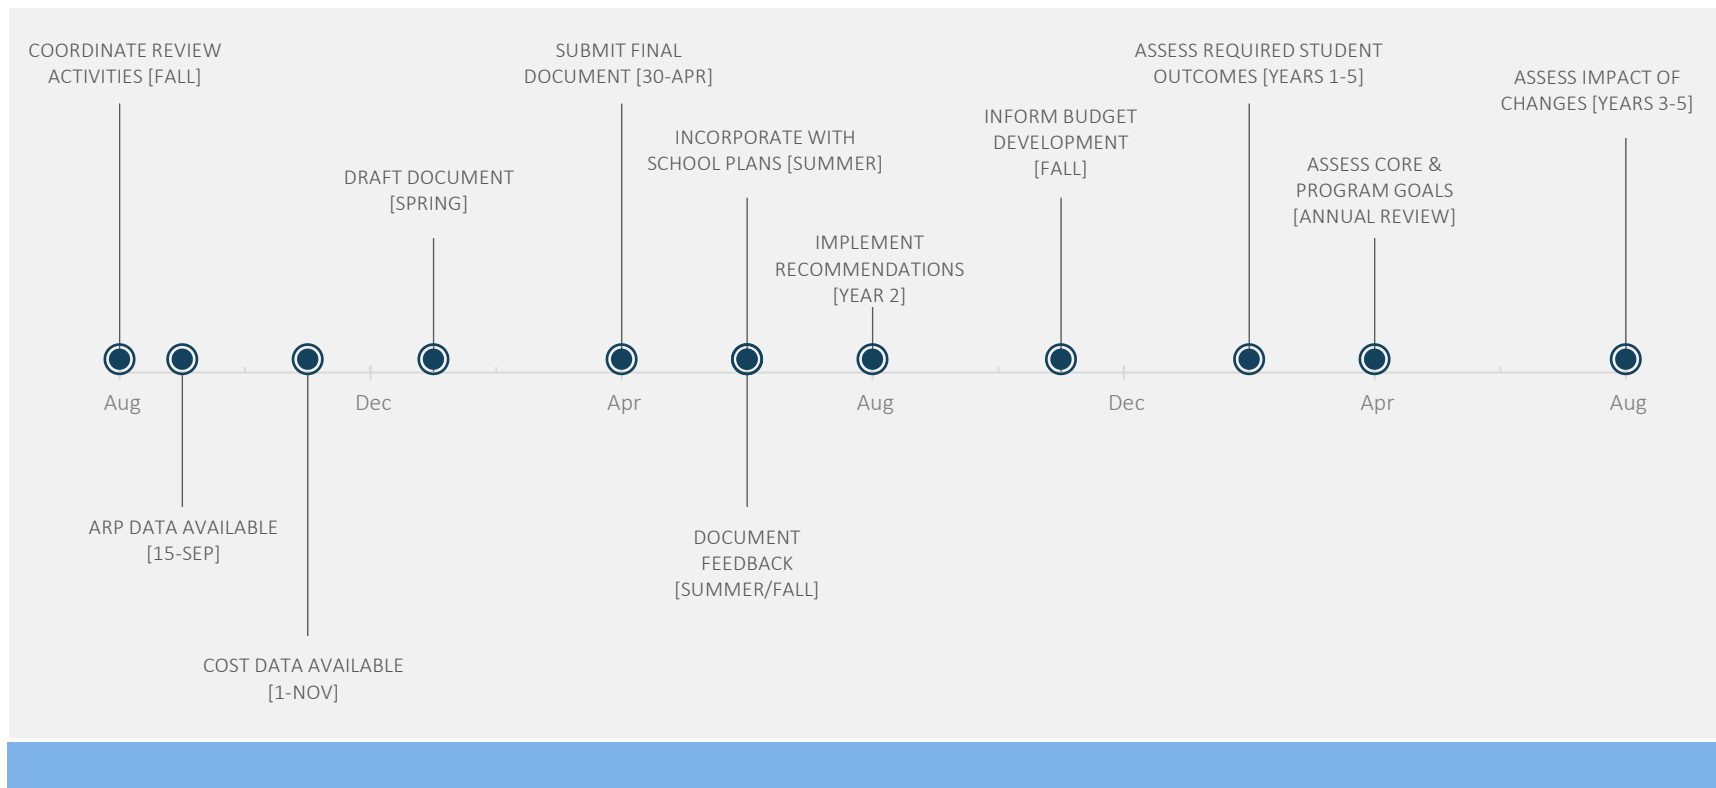 COORDINATE REVIEW
ACTIVITIES [FALL]
SUBMIT FINAL
DOCUMENT [30-APR]
ASSESS REQUIRED STUDENT
OUTCOMES [YEARS 1-5]
ASSESS IMPACT OF
CHANGES [YEARS 3-5]
INFORM BUDGET
DEVELOPMENT
[FALL]
INCORPORATE WITH
SCHOOL PLANS [SUMMER]
DRAFT DOCUMENT
[SPRING]
ASSESS CORE &
PROGRAM GOALS
[ANNUAL REVIEW]
IMPLEMENT
RECOMMENDATIONS
[YEAR 2]
Aug
Dec
Apr
Aug
Dec
Apr
Aug
ARP DATA AVAILABLE
[15-SEP]
DOCUMENT
FEEDBACK
[SUMMER/FALL]
COST DATA AVAILABLE
[1-NOV]